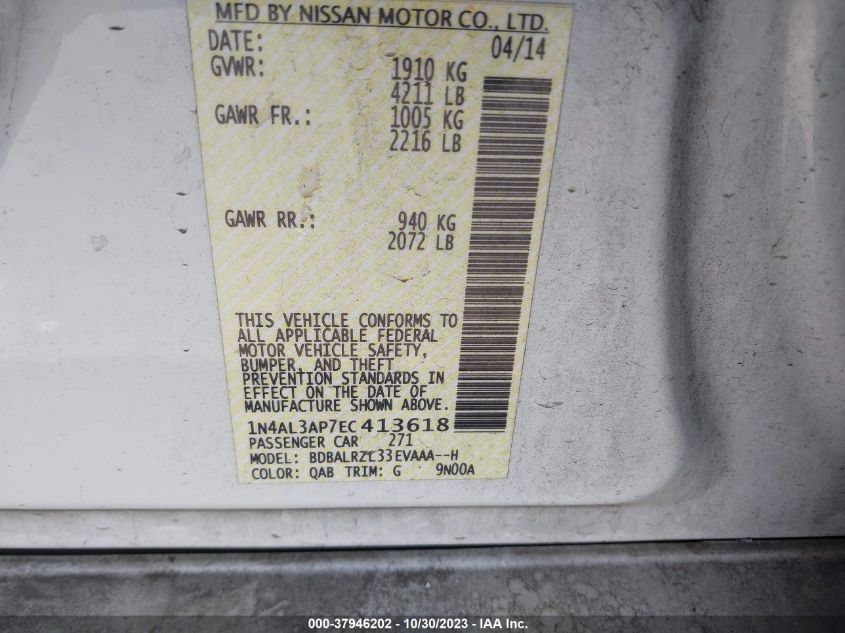 MFD BY NISSAN MOTOR CO., LTD.
DATE: 04/14
GVWR: 1910 KG
4211 LB
GAWR FR.: 1005 KG
2216 LB
GAWR RR.: 940 KG
2072 LB
THIS VEHICLE CONFORMS TO
ALL APPLICABLE FEDERAL
MOTOR VEHICLE SAFETY,
BUMPER, AND THEFT
PREVENTION STANDARDS IN
EFFECT ON THE DATE OF
MANUFACTURE SHOWN ABOVE.
1N4AL3AP7EC413618
PASSENGER CAR 271
MODEL: BDBALRZL33EVAAA--H
COLOR: QAB TRIM: G 9N00A
000-37946202 - 10/30/2023 - IAA Inc.